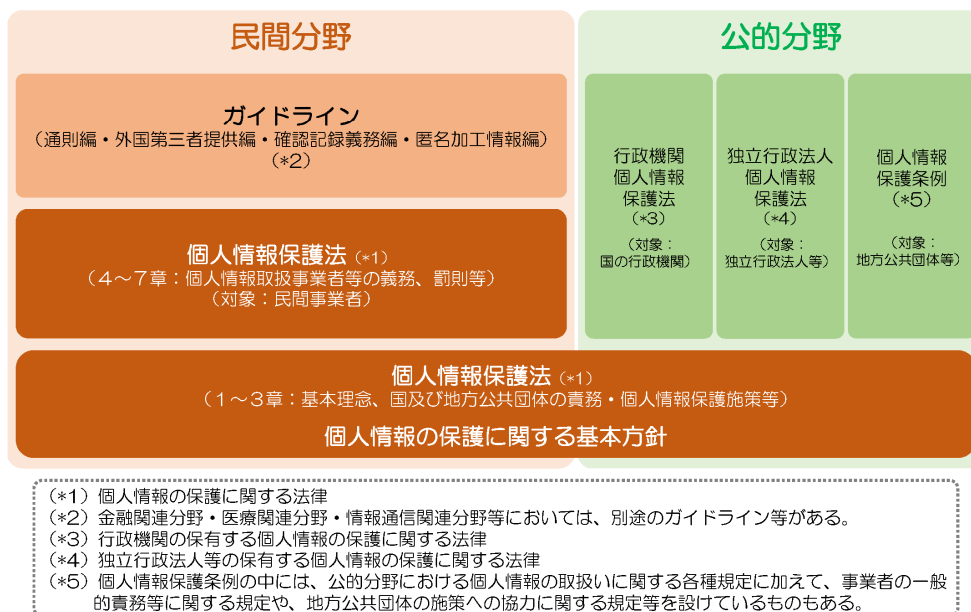 民間分野
公的分野
ガイドライン
（通則編・外国第三者提供編・確認記録義務編・匿名加工情報編）
（*2）
行政機関
個人情報
保護法
（*3）
（対象：
国の行政機関）
独立行政法人
個人情報
保護法
（*4）
（対象：
独立行政法人等）
個人情報
保護条例
（*5）
（対象：
地方公共団体等）
個人情報保護法（*1）
（４～７章：個人情報取扱事業者等の義務、罰則等）
（対象：民間事業者）
個人情報保護法（*1）
（１～３章：基本理念、国及び地方公共団体の責務・個人情報保護施策等）
個人情報の保護に関する基本方針
（*1）個人情報の保護に関する法律
（*2）金融関連分野・医療関連分野・情報通信関連分野等においては、別途のガイドライン等がある。
（*3）行政機関の保有する個人情報の保護に関する法律
（*4）独立行政法人等の保有する個人情報の保護に関する法律
（*5）個人情報保護条例の中には、公的分野における個人情報の取扱いに関する各種規定に加えて、事業者の一般
的責務等に関する規定や、地方公共団体の施策への協力に関する規定等を設けているものもある。